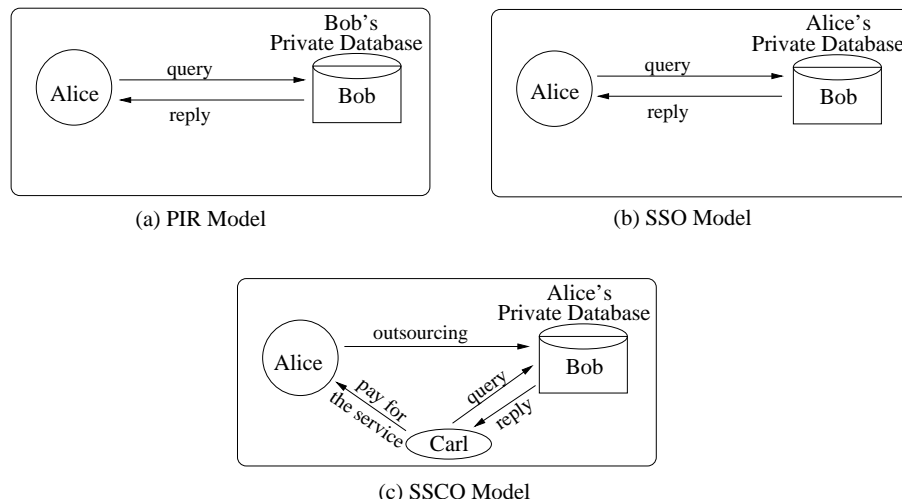 Bob's
Private Database
Alice
query
reply
Bob
(a) PIR Model
Alice's
Private Database
Alice
query
reply
Bob
(b) SSO Model
Alice's
Private Database
Alice
outsourcing
Bob
pay for
the service
query
reply
Carl
(c) SSCO Model